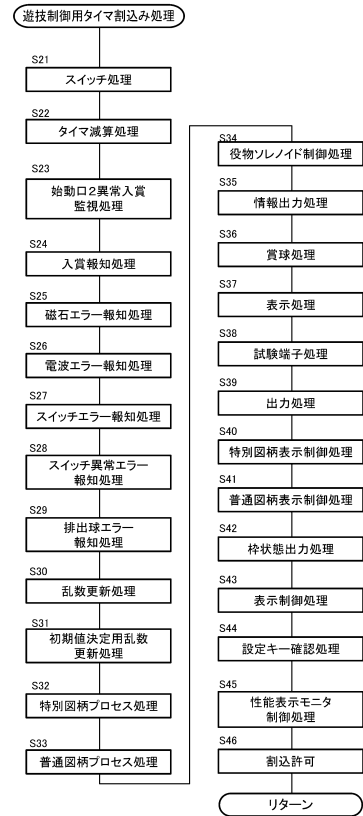 遊技制御用タイマ割込み処理
S21
スイッチ処理
S22
タイマ減算処理
S23
始動口2異常入賞
監視処理
S24
入賞報知処理
S25
磁石エラー報知処理
S26
電波エラー報知処理
S27
スイッチエラー報知処理
S28
スイッチ異常エラー
報知処理
S29
排出球エラー
報知処理
S30
乱数更新処理
S31
初期値決定用乱数
更新処理
S32
特別図柄プロセス処理
S33
普通図柄プロセス処理
S34
役物ソレノイド制御処理
S35
情報出力処理
S36
賞球処理
S37
表示処理
S38
試験端子処理
S39
出力処理
S40
特別図柄表示制御処理
S41
普通図柄表示制御処理
S42
枠状態出力処理
S43
表示制御処理
S44
設定キー確認処理
S45
性能表示モニタ
制御処理
S46
割込許可
リターン